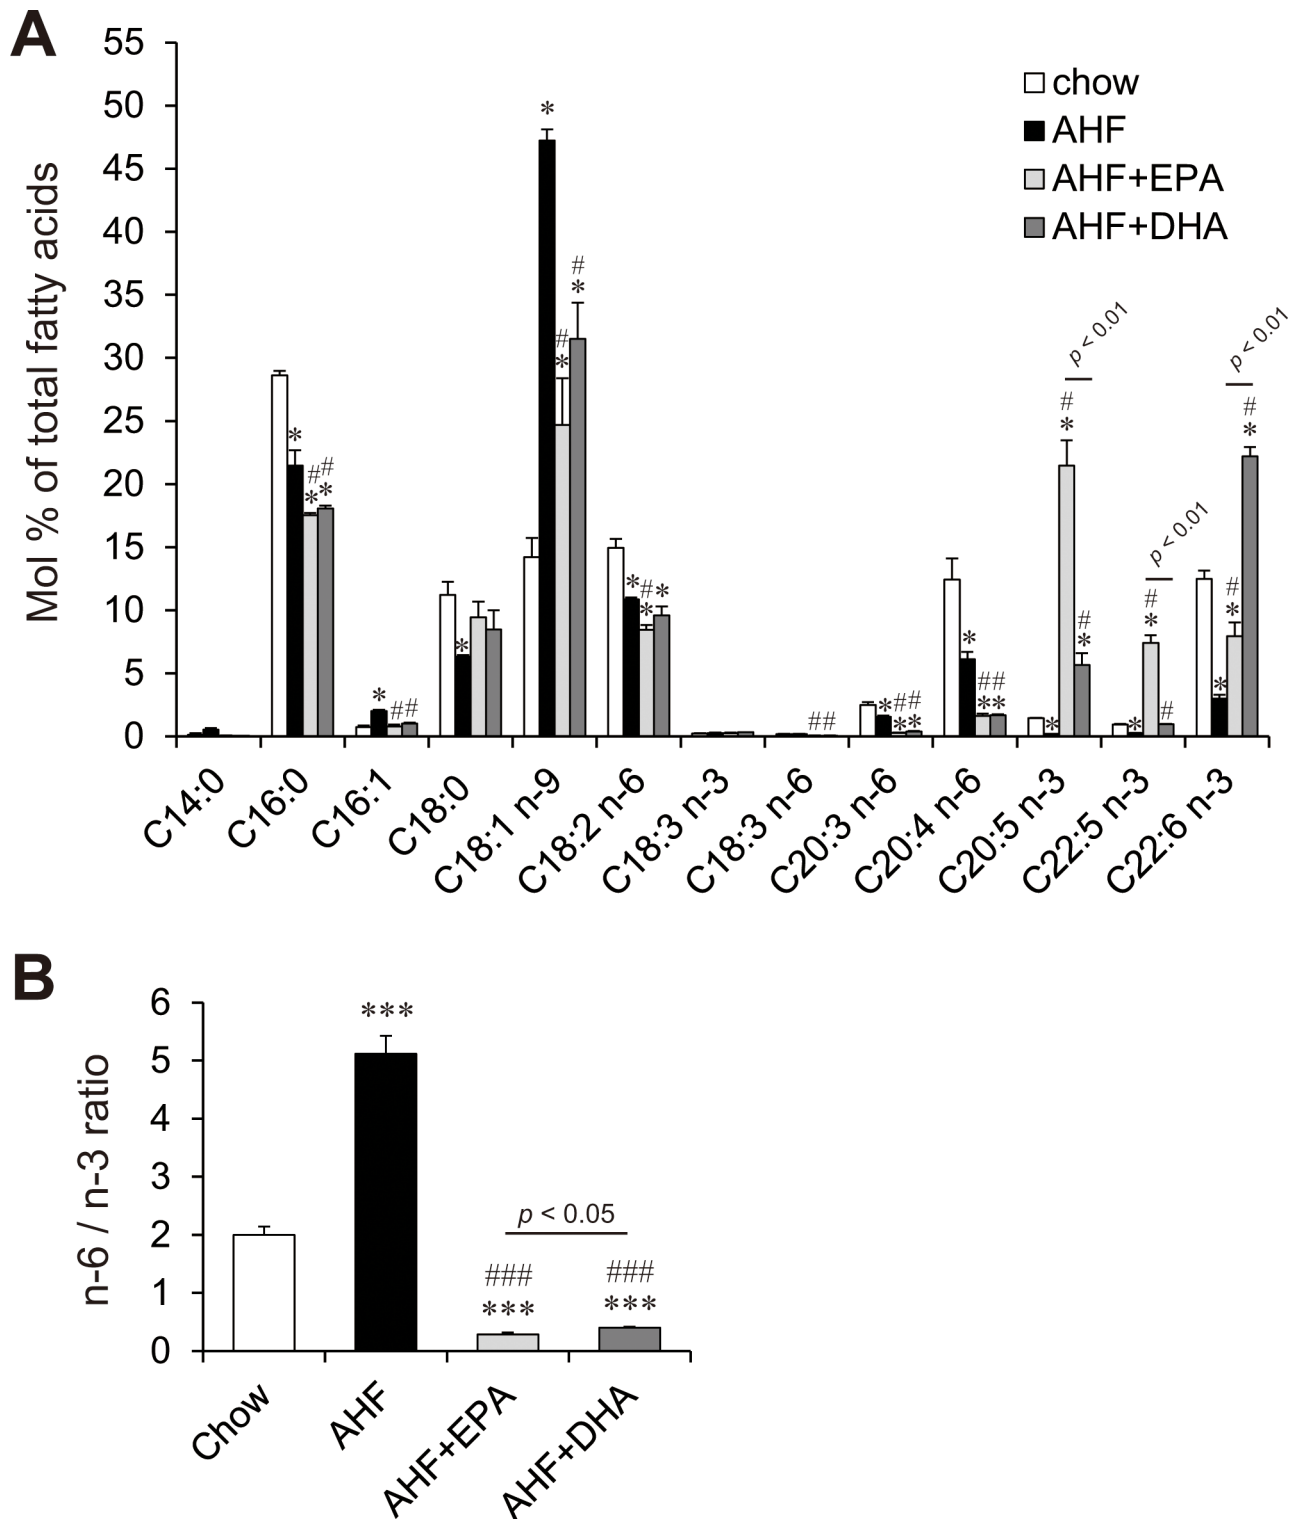 A
Mol % of total fatty acids
55
50
45
40
35
30
25
20
15
10
5
0
chow
AHF
AHF+EPA
AHF+DHA
*
# *
# *
*
# *
# *
*
#
#
*
*
# *
# *
*
# *
*
# #
*
# *
# *
*
# *
# *
*
# *
# *
p < 0.01
*
# *
#
p < 0.01
*
# *
# *
p < 0.01
C14:0
C16:0
C16:1
C18:0
C18:1 n-9
C18:2 n-6
C18:3 n-3
C18:3 n-6
C20:3 n-6
C20:4 n-6
C20:5 n-3
C22:5 n-3
C22:6 n-3
B
n-6 / n-3 ratio
6
5
4
3
2
1
0
***
p < 0.05
###
***
###
***
Chow
AHF
AHF+EPA
AHF+DHA